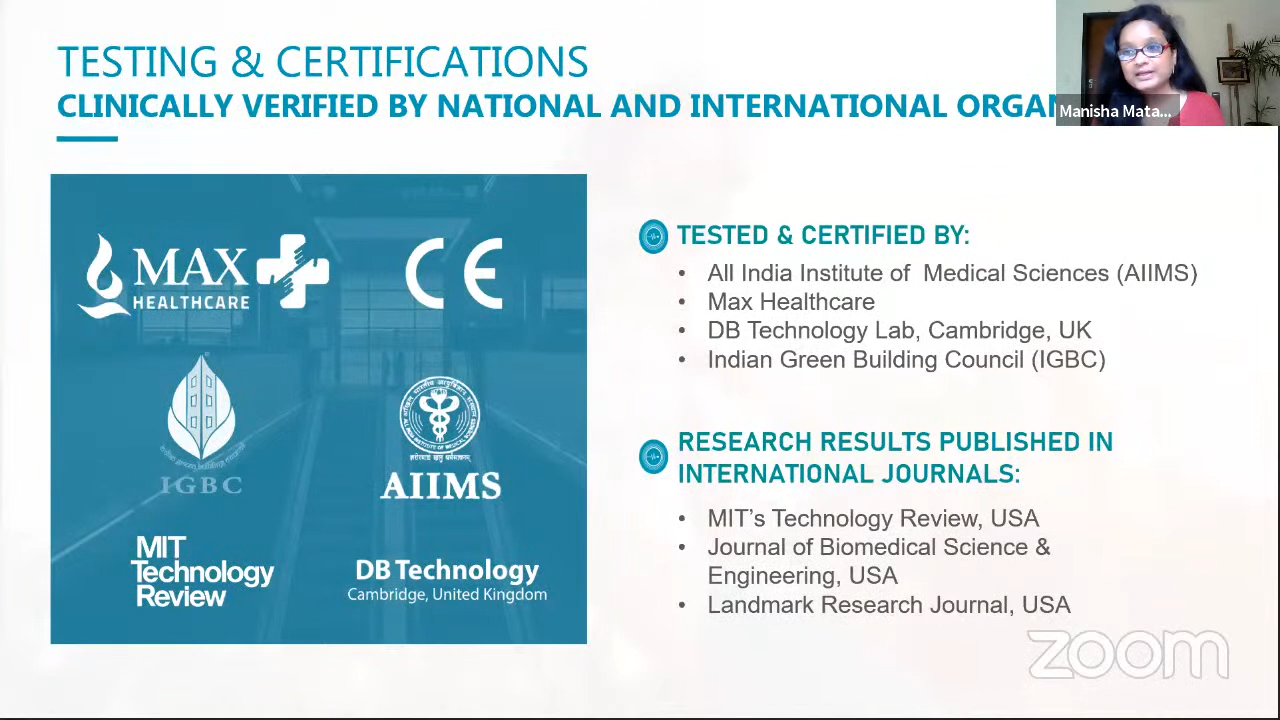 TESTING & CERTIFICATIONS
CLINICALLY VERIFIED BY NATIONAL AND INTERNATIONAL ORGAN
Manisha Mata...
MAX
HEALTHCARE
CE
IGBC
AIIMS
MIT
Technology
Review
DB Technology
Cambridge, United Kingdom
TESTED & CERTIFIED BY:
• All India Institute of Medical Sciences (AIIMS)
• Max Healthcare
• DB Technology Lab, Cambridge, UK
• Indian Green Building Council (IGBC)
RESEARCH RESULTS PUBLISHED IN
INTERNATIONAL JOURNALS:
• MIT’s Technology Review, USA
• Journal of Biomedical Science &
Engineering, USA
• Landmark Research Journal, USA
zoom